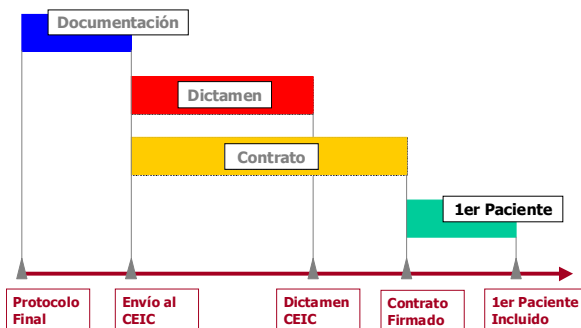 Documentación
Dictamen
Contrato
1er Paciente
Protocolo
Final
Envío al
CEIC
Dictamen
CEIC
Contrato
Firmado
1er Paciente
Incluido